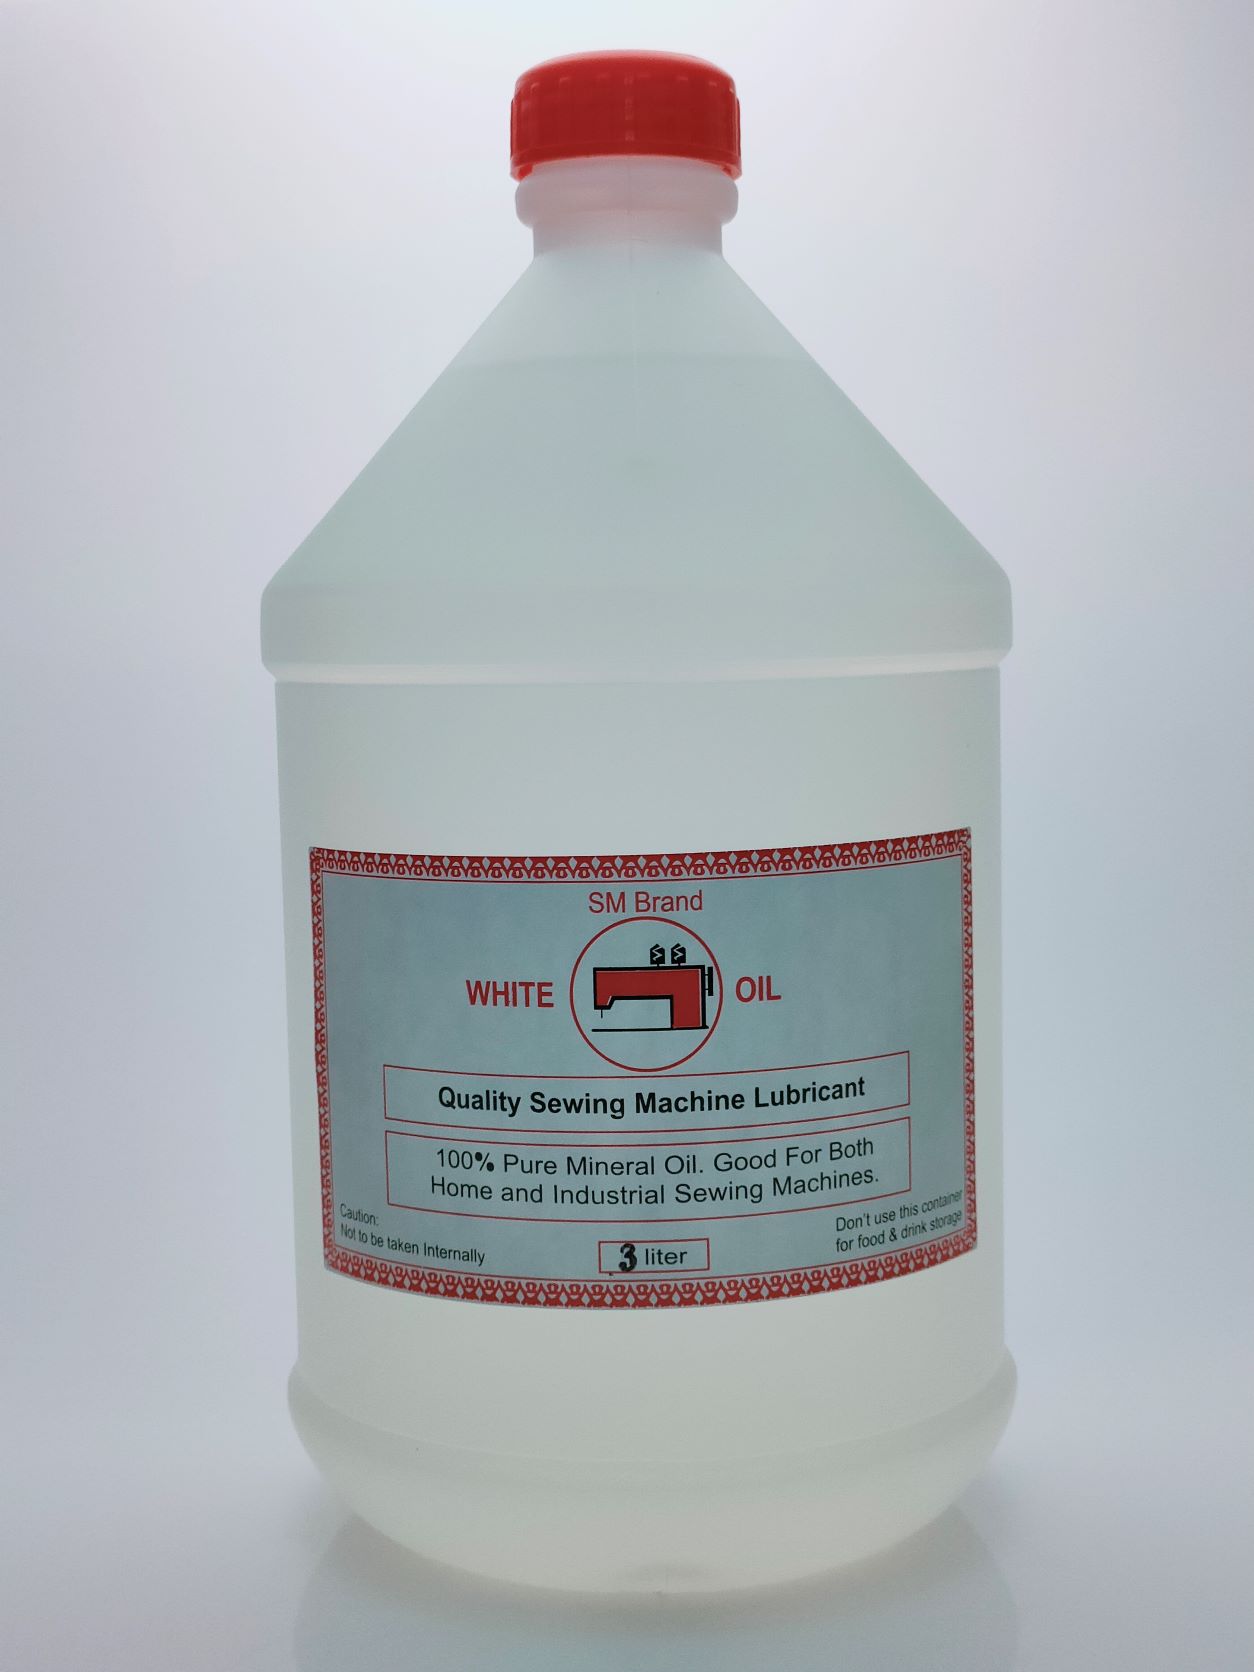 SM Brand
WHITE OIL
Quality Sewing Machine Lubricant
100% Pure Mineral Oil. Good For Both
Home and Industrial Sewing Machines.
Caution:
Not to be taken Internally
3 liter
Don't use this container
for food & drink storage